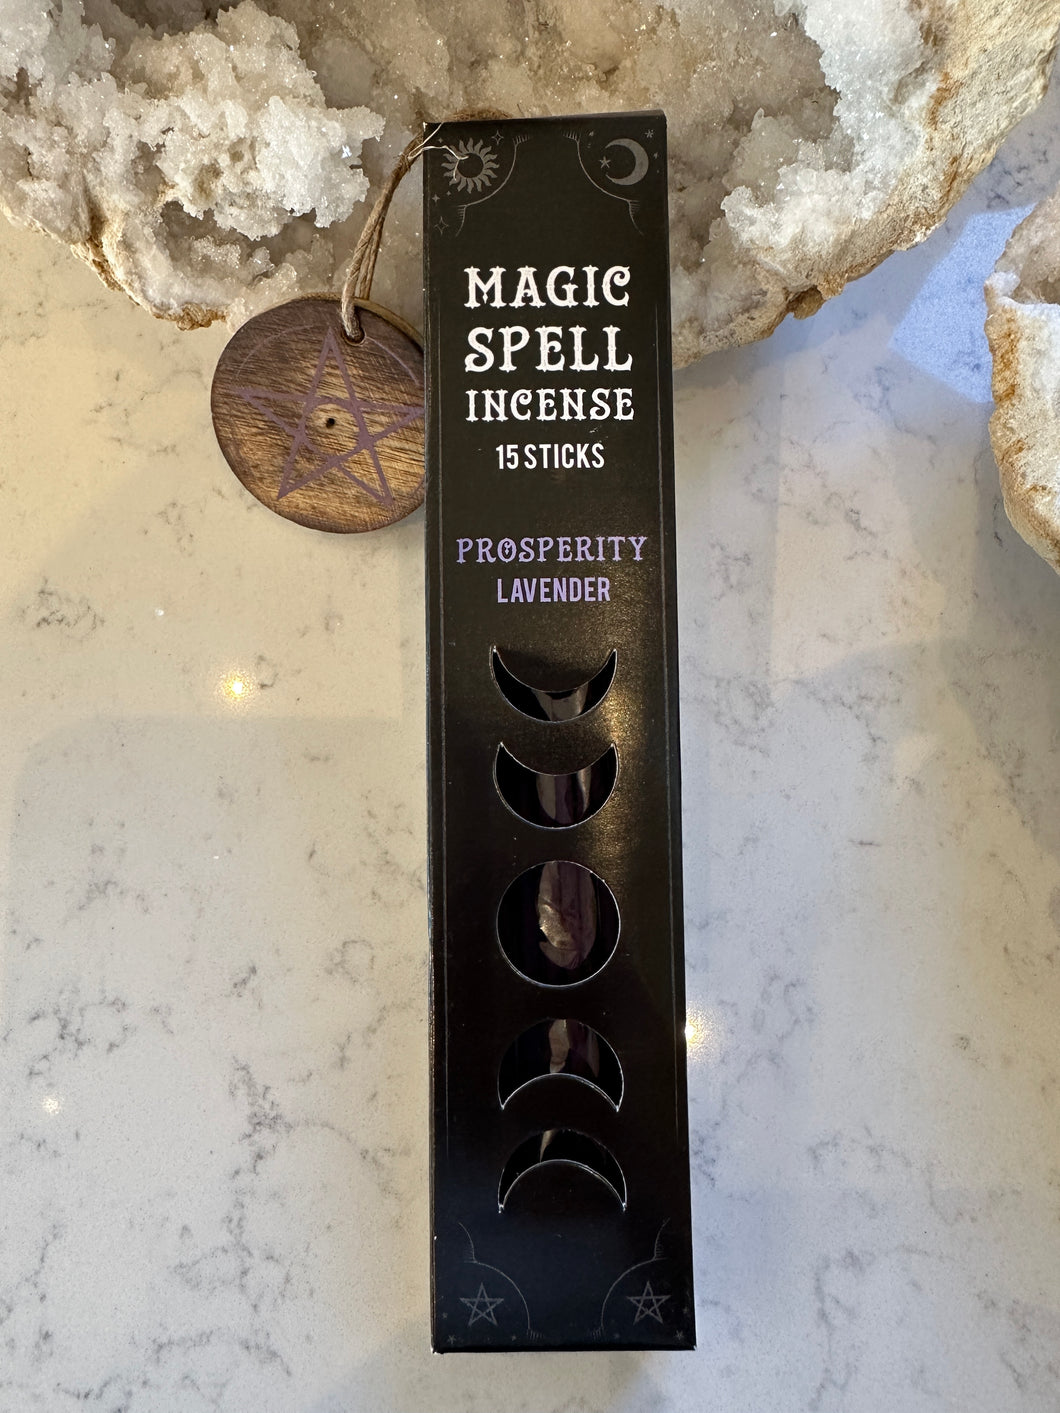 MAGIC
SPELL
INCENSE
15 STICKS
PROSPERITY
LAVENDER